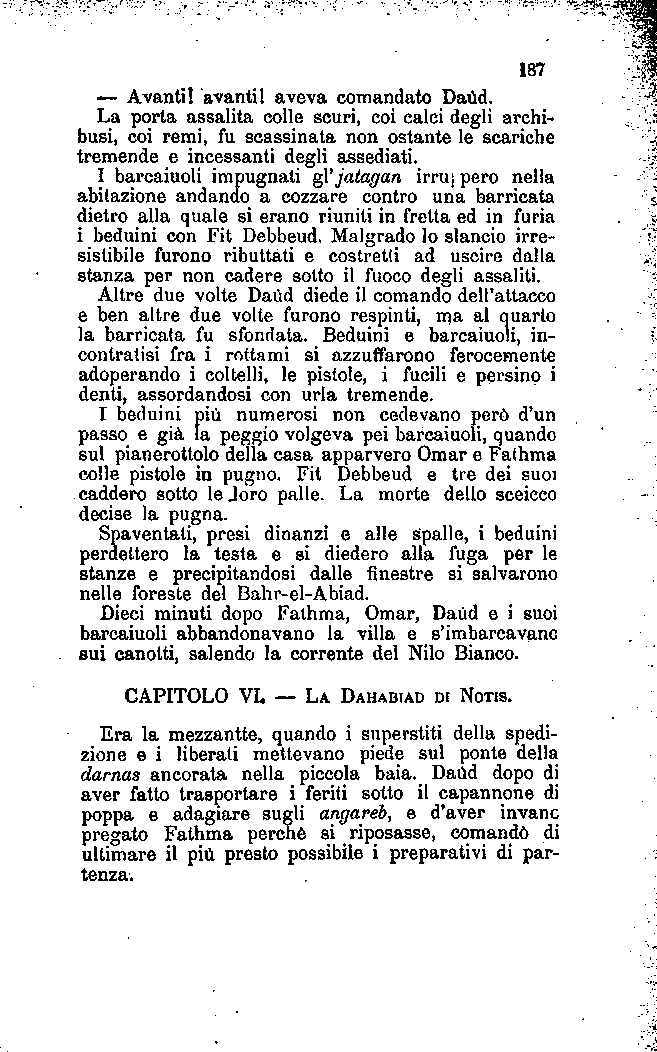 187
— Avanti! avanti! aveva comandato Daùd.
La porta assalita colle scuri, coi calci degli archi-
busi, coi remi, fu scassinata non ostante le scariche
tremende e incessanti degli assediati.
I barcaiuoli impugnati gl'jatagan irrup pero nella
abitazione andando a cozzare contro una barricata
dietro alla quale si erano riuniti in fretta ed in furia
i beduini con Fit Debbeud. Malgrado lo slancio irre-
sistibile furono ributtati e costretti ad uscire dalla
stanza per non cadere sotto il fuoco degli assaliti.
Altre due volte Daùd diede il comando dell'attacco
e ben altre due volte furono respinti, ma al quarto
la barricata fu sfondata. Beduini e barcaiuoli, in-
contratisi fra i rottami si azzuffarono ferocemente
adoperando i coltelli, le pistole, i fucili e persino i
denti, assordandosi con urla tremende.
I beduini più numerosi non cedevano però d'un
passo e già la peggio volgeva pei barcaiuoli, quando
sul pianerottolo della casa apparvero Omar e Fathma
colle pistole in pugno. Fit Debbeud e tre dei suoi
caddero sotto le loro palle. La morte dello sceicco
decise la pugna.
Spaventati, presi dinanzi e alle spalle, i beduini
perdettero la testa e si diedero alla fuga per le
stanze e precipitandosi dalle finestre si salvarono
nelle foreste del Bahr-el-Abiad.
Dieci minuti dopo Fathma, Omar, Daùd e i suoi
barcaiuoli abbandonavano la villa e s'imbarcavano
sui canotti, salendo la corrente del Nilo Bianco.
CAPITOLO VI. — La Dahabiad di Notis.
Era la mezzantte, quando i superstiti della spedi-
zione e i liberati mettevano piede sul ponte della
darnas ancorata nella piccola baia. Daùd dopo di
aver fatto trasportare i feriti sotto il capannone di
poppa e adagiare sugli angareb, e d'aver invano
pregato Fathma perchè si riposasse, comandò di
ultimare il più presto possibile i preparativi di par-
tenza.